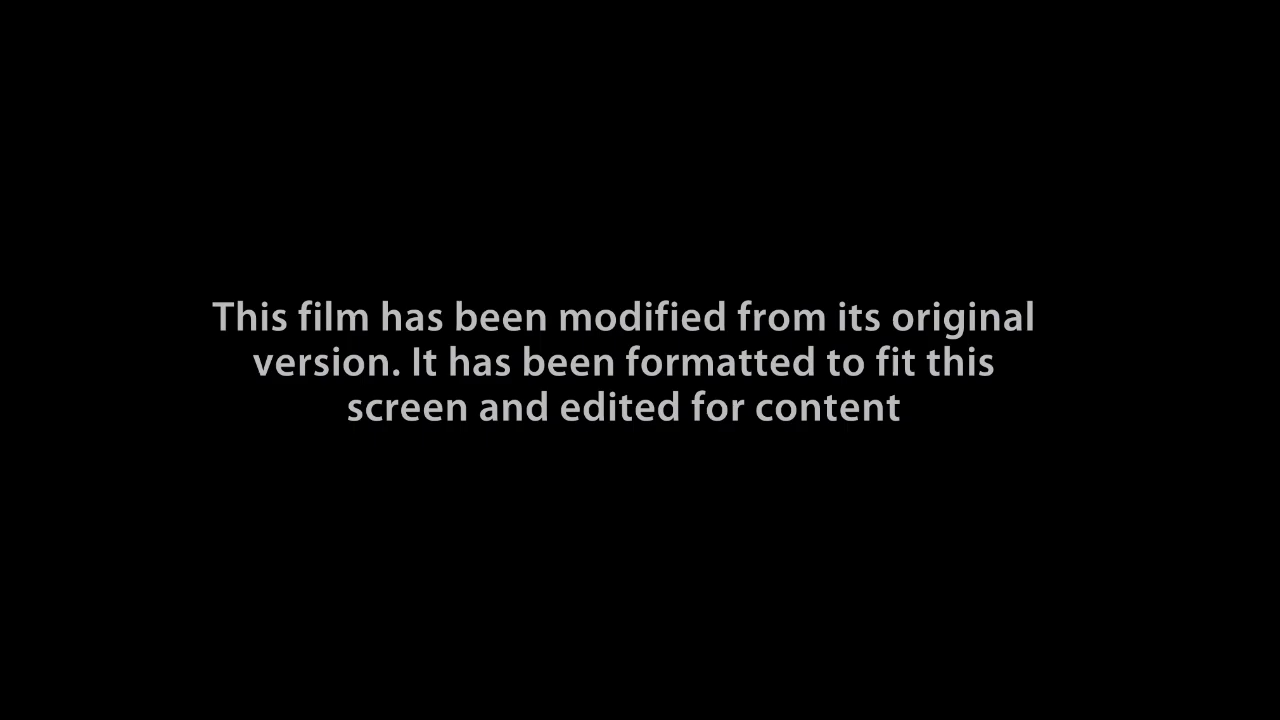 This film has been modified from its original
version. It has been formatted to fit this
screen and edited for content